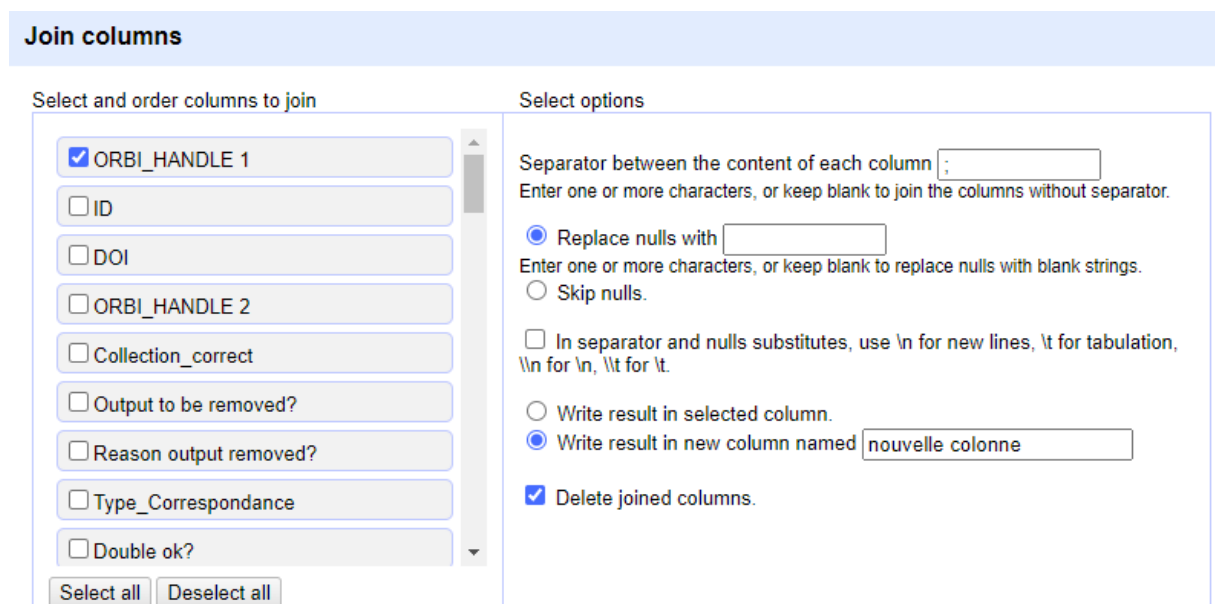 Join columns
Select and order columns to join
ORBI_HANDLE 1
ID
DOI
ORBI_HANDLE 2
Collection_correct
Output to be removed?
Reason output removed?
Type_Correspondance
Double ok?
Select all Deselect all
Select options
Separator between the content of each column ;
Enter one or more characters, or keep blank to join the columns without separator.
Replace nulls with
Enter one or more characters, or keep blank to replace nulls with blank strings.
Skip nulls.
In separator and nulls substitutes, use \n for new lines, \t for tabulation,
\\n for \n, \\t for \t.
Write result in selected column.
Write result in new column named nouvelle colonne
Delete joined columns.